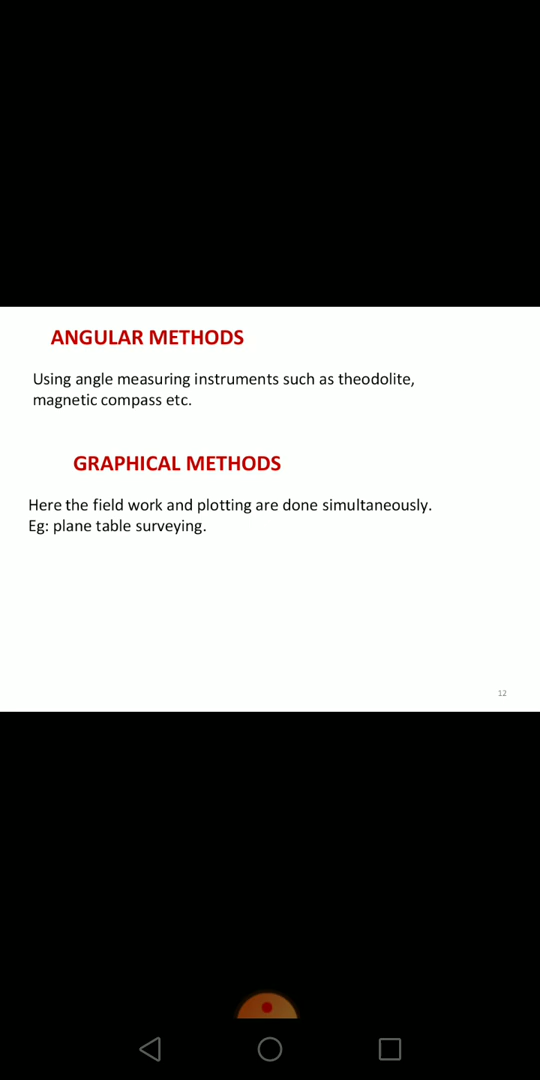 ANGULAR METHODS
Using angle measuring instruments such as theodolite,
magnetic compass etc.
GRAPHICAL METHODS
Here the field work and plotting are done simultaneously.
Eg: plane table surveying.
12